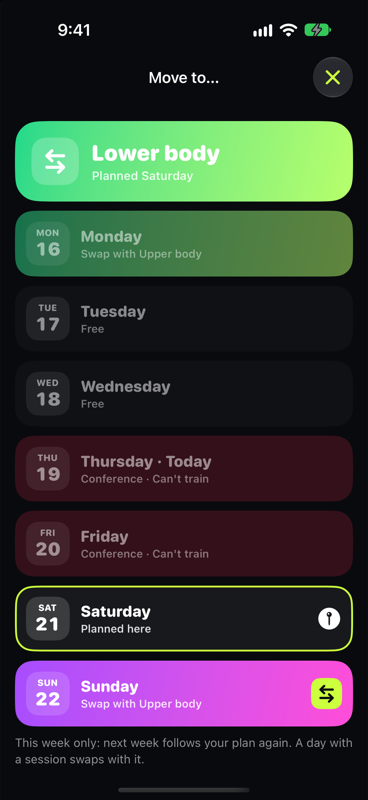 9:41
Move to...
Lower body
Planned Saturday
MON
16
Monday
Swap with Upper body
TUE
17
Tuesday
Free
WED
18
Wednesday
Free
THU
19
Thursday · Today
Conference · Can't train
FRI
20
Friday
Conference · Can't train
SAT
21
Saturday
Planned here
SUN
22
Sunday
Swap with Upper body
This week only: next week follows your plan again. A day with
a session swaps with it.